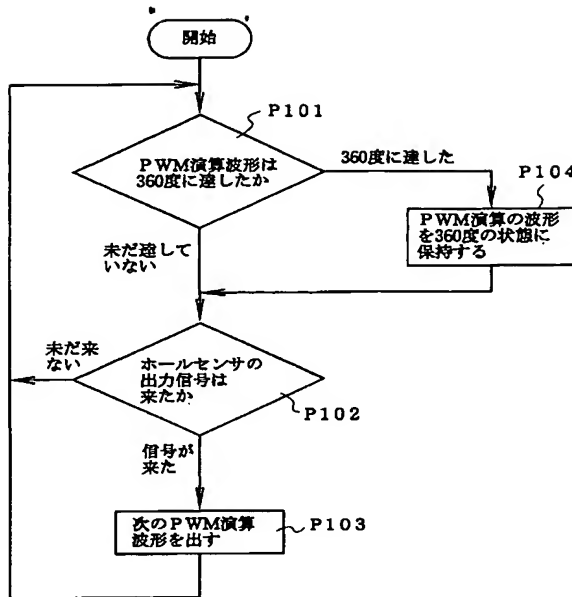 開始
P101
PWM演算波形は
360度に達したか
360度に達した
P104
PWM演算の波形
を360度の状態に
保持する
未だ達して
いない
未だ来
ない
ホールセンサの
出力信号は
来たか
P102
信号が
来た
次のPWM演算
波形を出す
P103